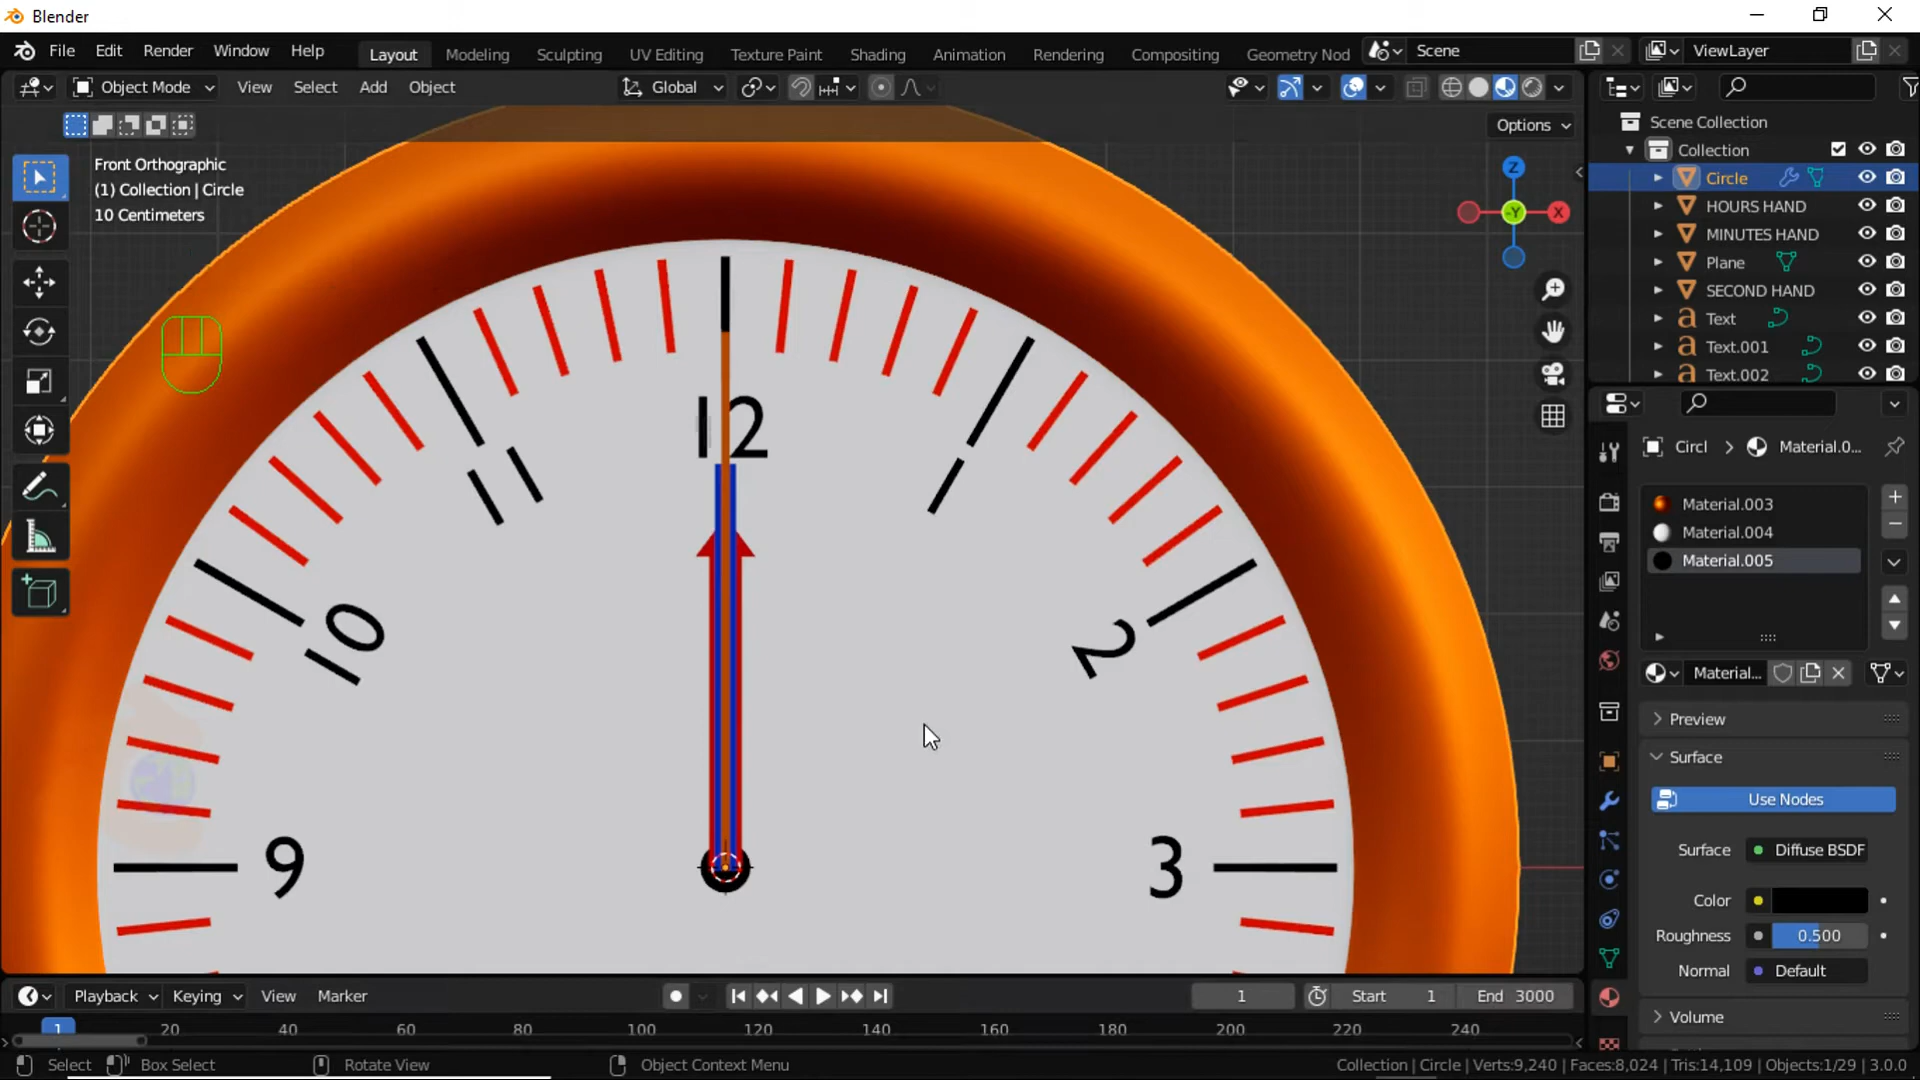 Blender
File Edit Render Window Help Layout Modeling Sculpting UV Editing Texture Paint Shading Animation Rendering Compositing Geometry Nod Scene ViewLayer
Object Mode View Select Add Object Global
Options
Front Orthographic
(1) Collection | Circle
10 Centimeters
Z
-Y
X
12
11
1
10
2
9
3
Scene Collection
Collection
Circle
HOURS HAND
MINUTES HAND
Plane
SECOND HAND
Text
Text.001
Text.002
Circl > Material.0...
Material.003
Material.004
Material.005
Material...
Preview
Surface
Use Nodes
Surface Diffuse BSDF
Color
Roughness 0.500
Normal Default
Volume
Playback Keying View Marker 1 Start 1 End 3000
1 20 40 60 80 100 120 140 160 180 200 220 240
Select Box Select Rotate View Object Context Menu Collection | Circle | Verts:9,240 | Faces:8,024 | Tris:14,109 | Objects:1/29 | 3.0.0